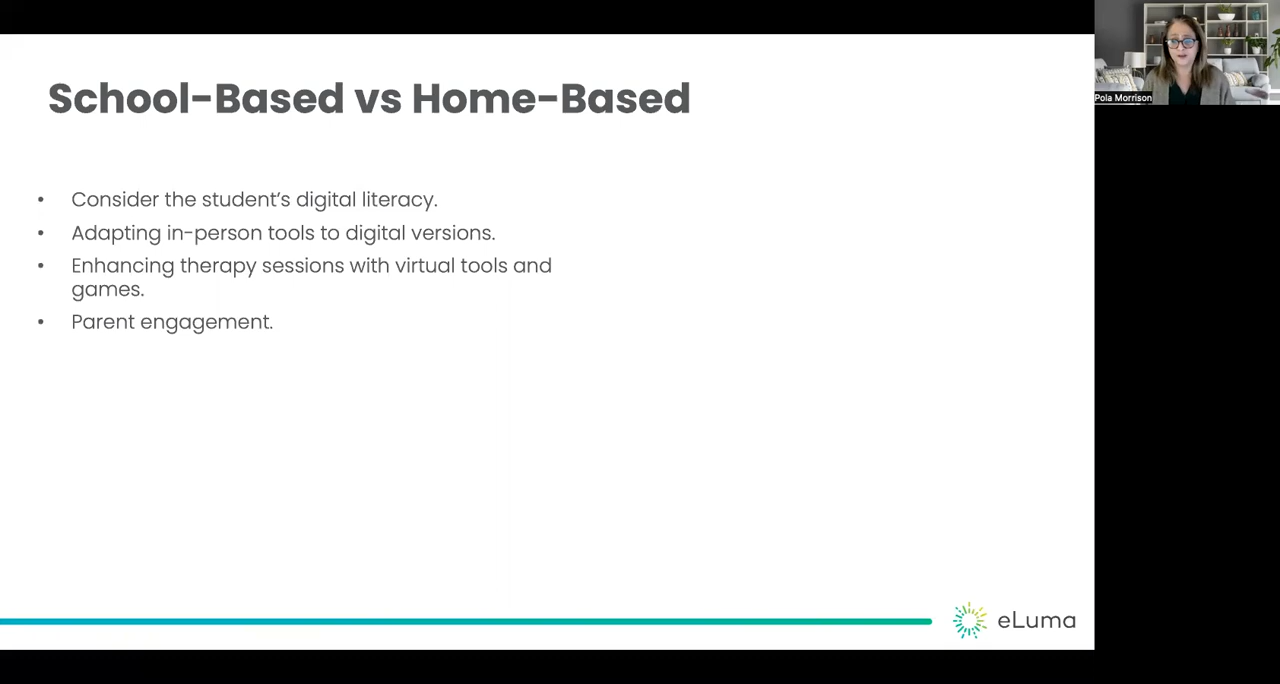 School-Based vs Home-Based
• Consider the student’s digital literacy.
• Adapting in-person tools to digital versions.
• Enhancing therapy sessions with virtual tools and
games.
• Parent engagement.
Pola Morrison
eLuma